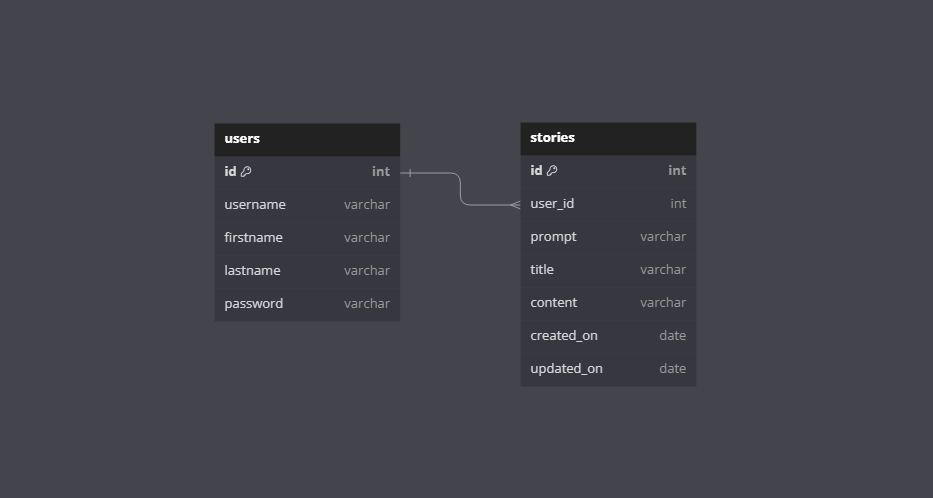 users
id int
username varchar
firstname varchar
lastname varchar
password varchar
stories
id int
user_id int
prompt varchar
title varchar
content varchar
created_on date
updated_on date